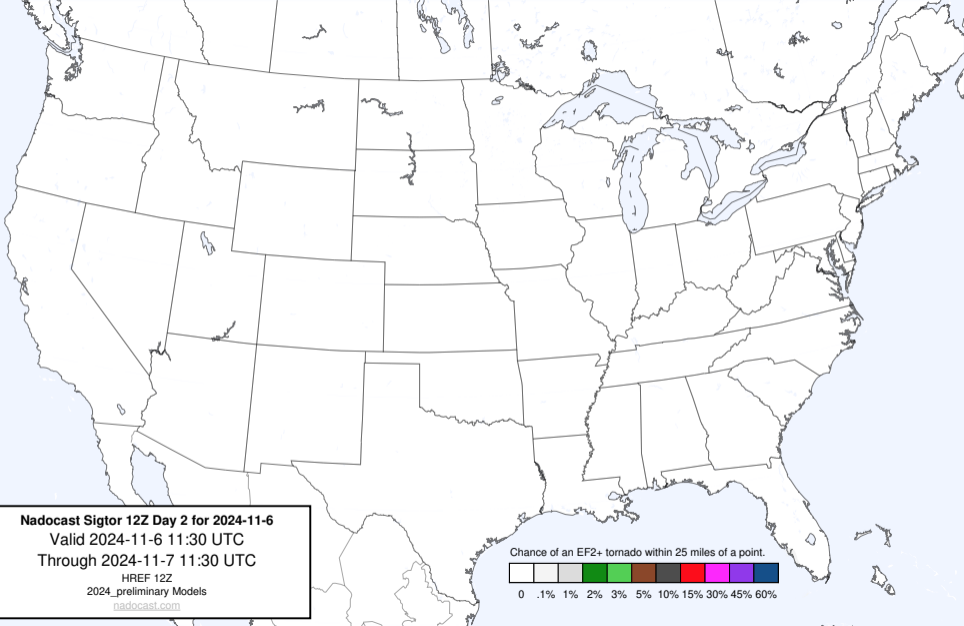 Nadocast Sigtor 12Z Day 2 for 2024-11-6
Valid 2024-11-6 11:30 UTC
Through 2024-11-7 11:30 UTC
HREF 12Z
2024_preliminary Models
nadocast.com
Chance of an EF2+ tornado within 25 miles of a point.
0 .1% 1% 2% 3% 5% 10% 15% 30% 45% 60%